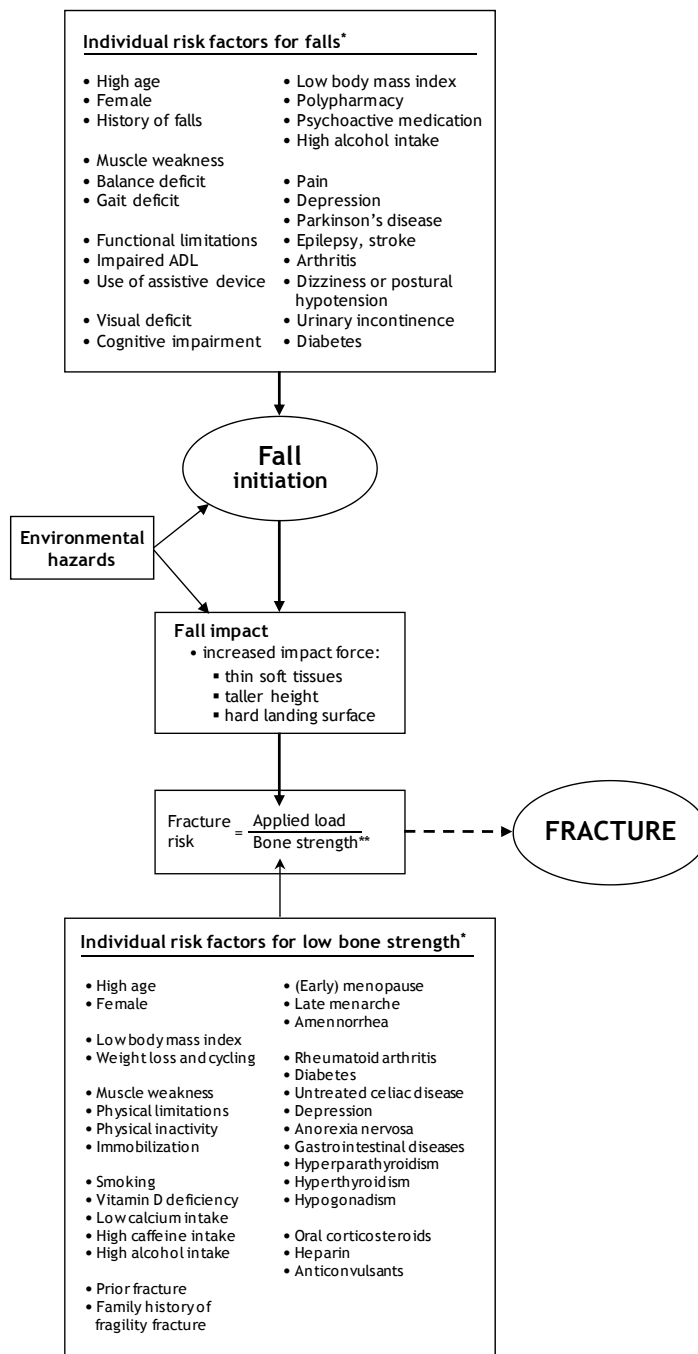 Individual risk factors for falls*
• High age
• Female
• History of falls
• Muscle weakness
• Balance deficit
• Gait deficit
• Functional limitations
• Impaired ADL
• Use of assistive device
• Visual deficit
• Cognitive impairment
• Low body mass index
• Polypharmacy
• Psychoactive medication
• High alcohol intake
• Pain
• Depression
• Parkinson's disease
• Epilepsy, stroke
• Arthritis
• Dizziness or postural
hypotension
• Urinary incontinence
• Diabetes
Fall
initiation
Environmental
hazards
Fall impact
• increased impact force:
▪ thin soft tissues
▪ taller height
▪ hard landing surface
Fracture
risk
=
Applied load
Bone strength**
FRACTURE
Individual risk factors for low bone strength*
• High age
• Female
• Low body mass index
• Weight loss and cycling
• Muscle weakness
• Physical limitations
• Physical inactivity
• Immobilization
• Smoking
• Vitamin D deficiency
• Low calcium intake
• High caffeine intake
• High alcohol intake
• Prior fracture
• Family history of
fragility fracture
• (Early) menopause
• Late menarche
• Amennorrhea
• Rheumatoid arthritis
• Diabetes
• Untreated celiac disease
• Depression
• Anorexia nervosa
• Gastrointestinal diseases
• Hyperparathyroidism
• Hyperthyroidism
• Hypogonadism
• Oral corticosteroids
• Heparin
• Anticonvulsants